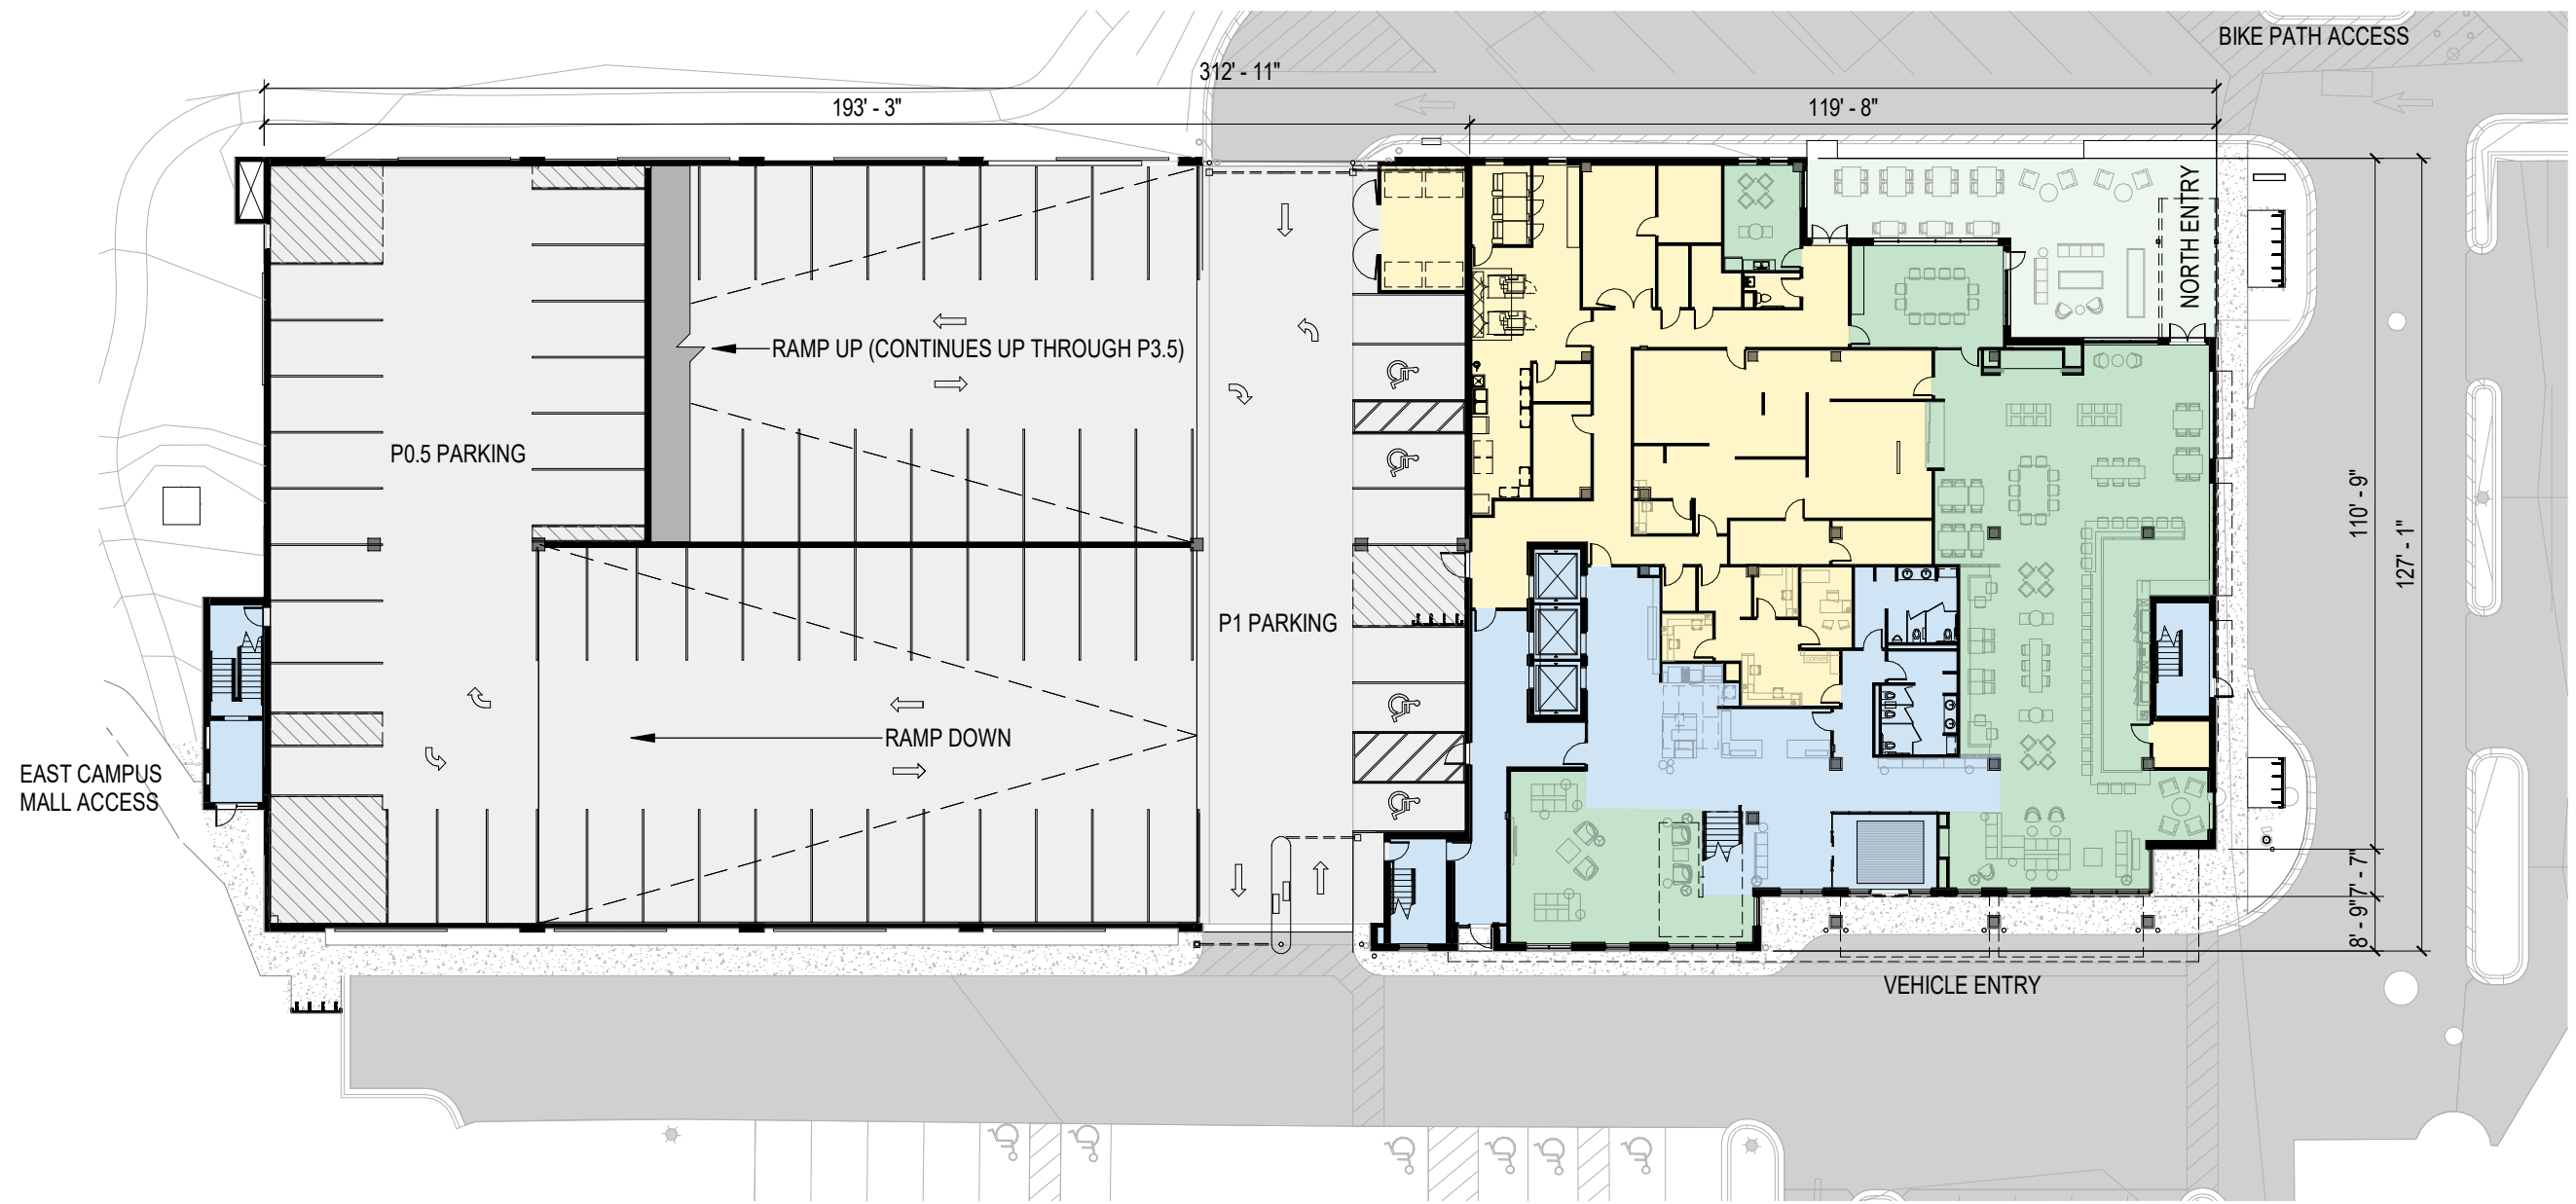 BIKE PATH ACCESS
312' - 11"
193' - 3"
119' - 8"
NORTH ENTRY
RAMP UP (CONTINUES UP THROUGH P3.5)
P0.5 PARKING
110' - 9"
127' - 1"
P1 PARKING
RAMP DOWN
EAST CAMPUS
MALL ACCESS
7' - 7"
8' - 9"
VEHICLE ENTRY